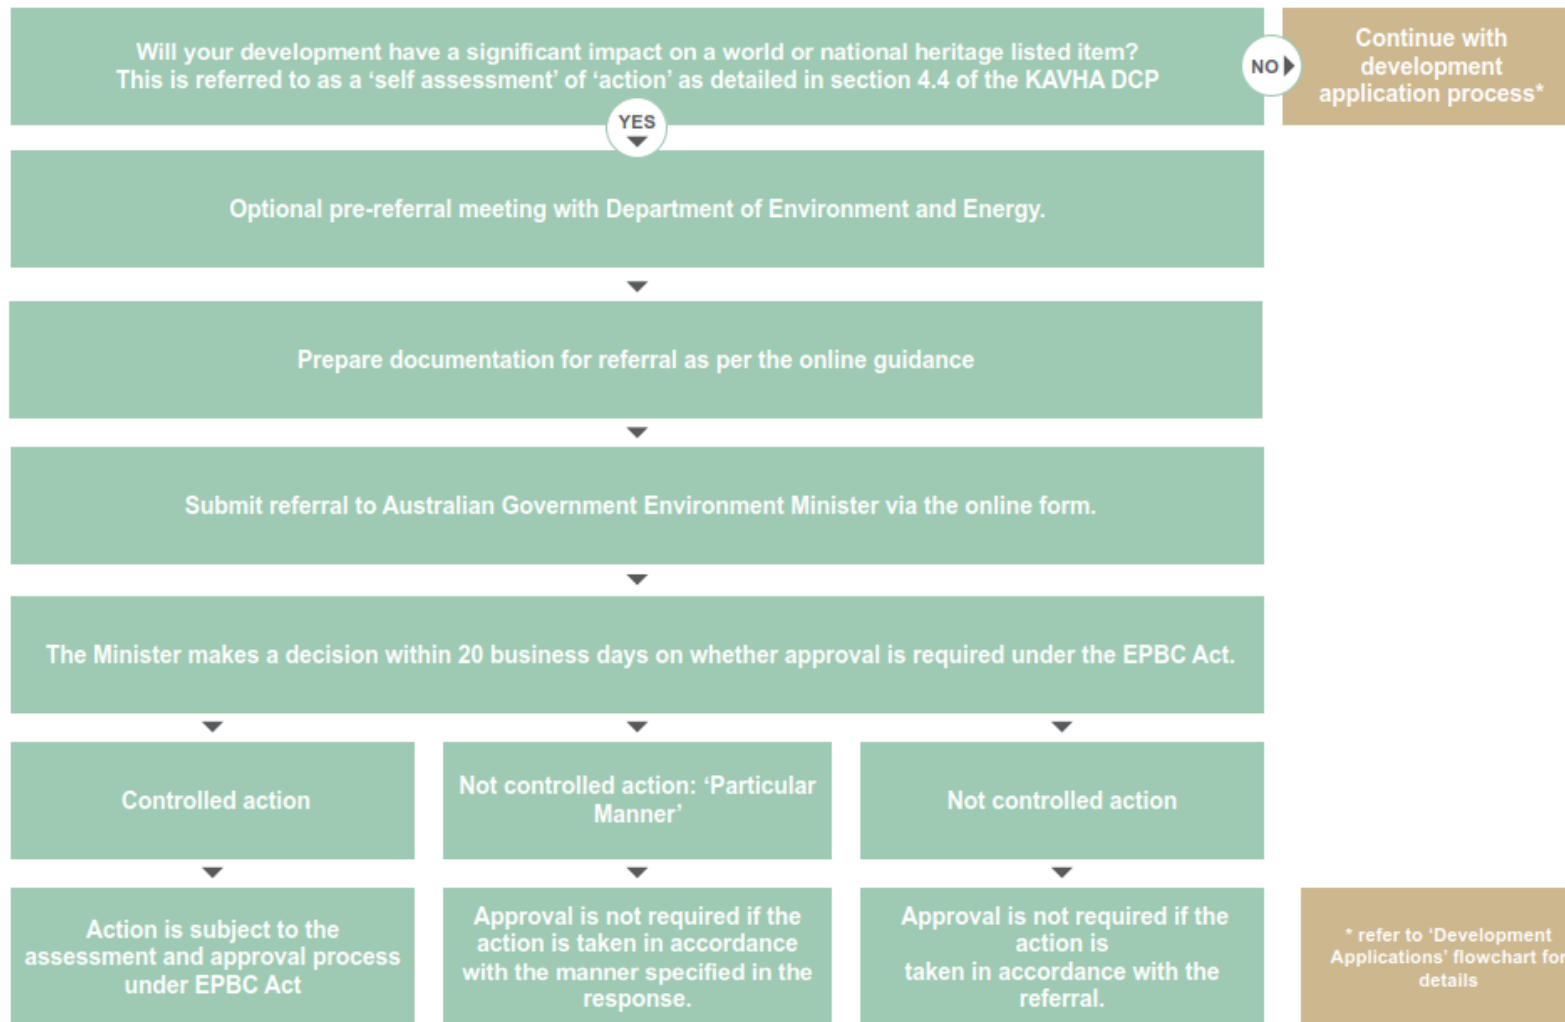 Will your development have a significant impact on a world or national heritage listed item?
This is referred to as a ‘self assessment’ of ‘action’ as detailed in section 4.4 of the KAVHA DCP
NO
Continue with
development
application process*
YES
Optional pre-referral meeting with Department of Environment and Energy.
Prepare documentation for referral as per the online guidance
Submit referral to Australian Government Environment Minister via the online form.
The Minister makes a decision within 20 business days on whether approval is required under the EPBC Act.
Controlled action
Not controlled action: ‘Particular
Manner’
Not controlled action
Action is subject to the
assessment and approval process
under EPBC Act
Approval is not required if the
action is taken in accordance
with the manner specified in the
response.
Approval is not required if the
action is
taken in accordance with the
referral.
* refer to ‘Development
Applications’ flowchart for
details